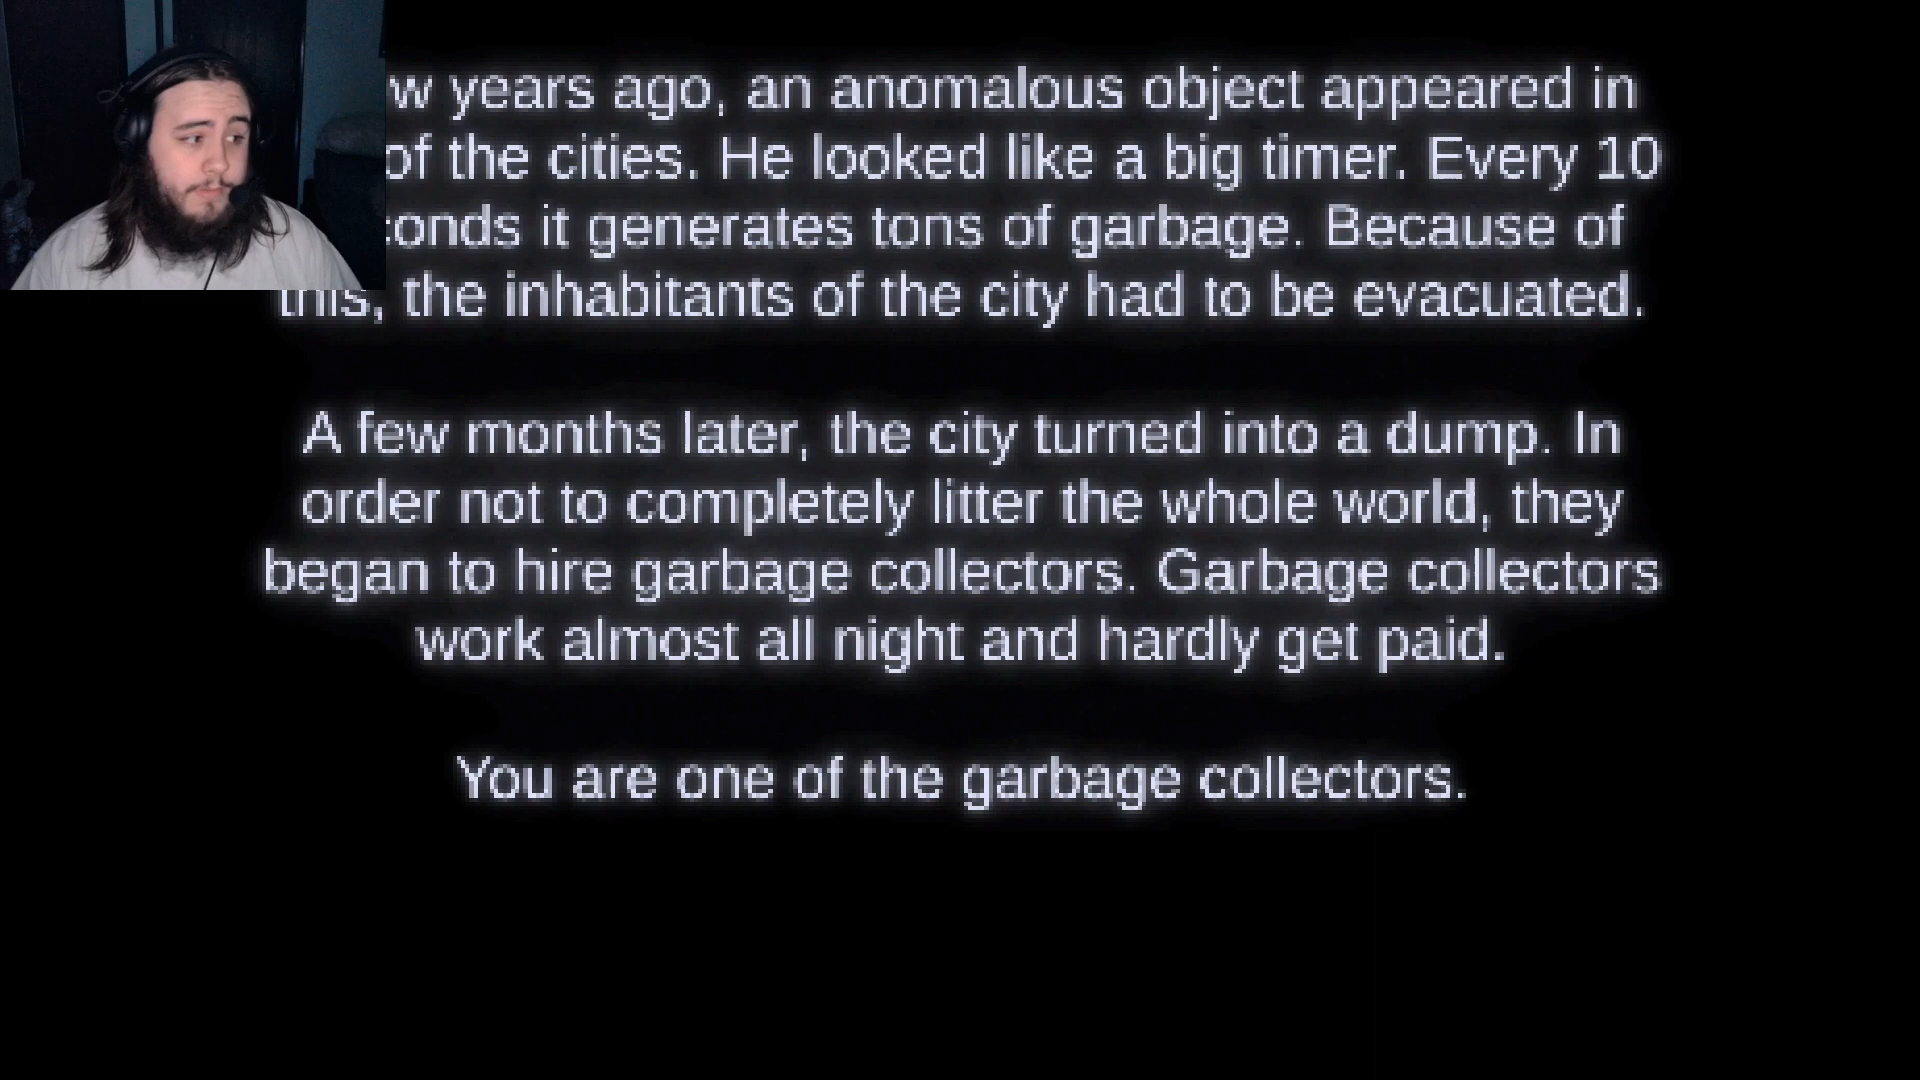 years ago, an anomalous object appeared in
of the cities. He looked like a big timer. Every 10
it generates tons of garbage. Because of
this, the inhabitants of the city had to be evacuated.
A few months later, the city turned into a dump. In
order not to completely litter the whole world, they
began to hire garbage collectors. Garbage collectors
work almost all night and hardly get paid.
You are one of the garbage collectors.